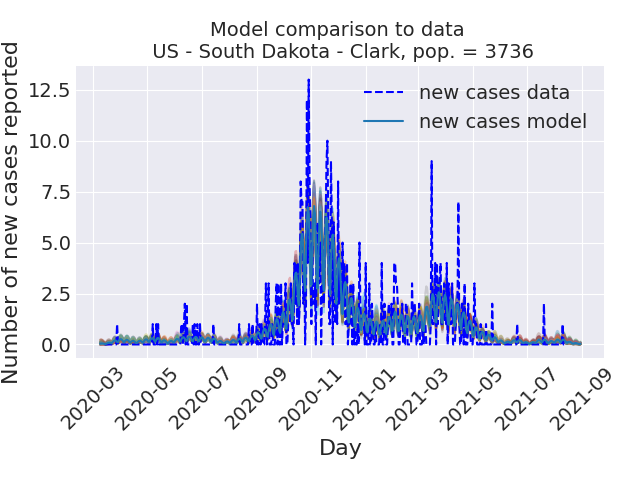 Model comparison to data
US - South Dakota - Clark, pop. = 3736
Number of new cases reported
12.5
10.0
7.5
5.0
2.5
0.0
new cases data
new cases model
2020-03
2020-05
2020-07
2020-09
2020-11
2021-01
2021-03
2021-05
2021-07
2021-09
Day